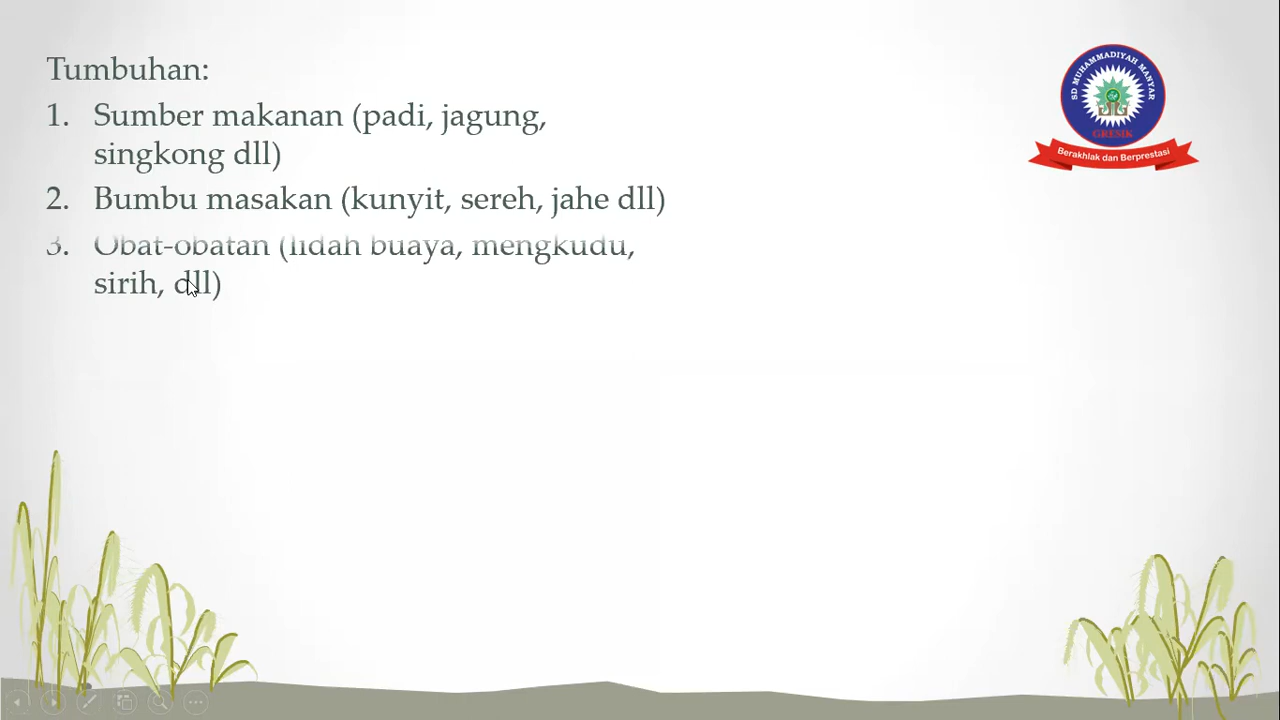 Tumbuhan:
1. Sumber makanan (padi, jagung,
singkong dll)
2. Bumbu masakan (kunyit, sereh, jahe dll)
3. Obat-obatan (lidah buaya, mengkudu,
sirih, dll)
SD MUHAMMADIYAH MANYAR
GRESIK
Berakhlak dan Berprestasi